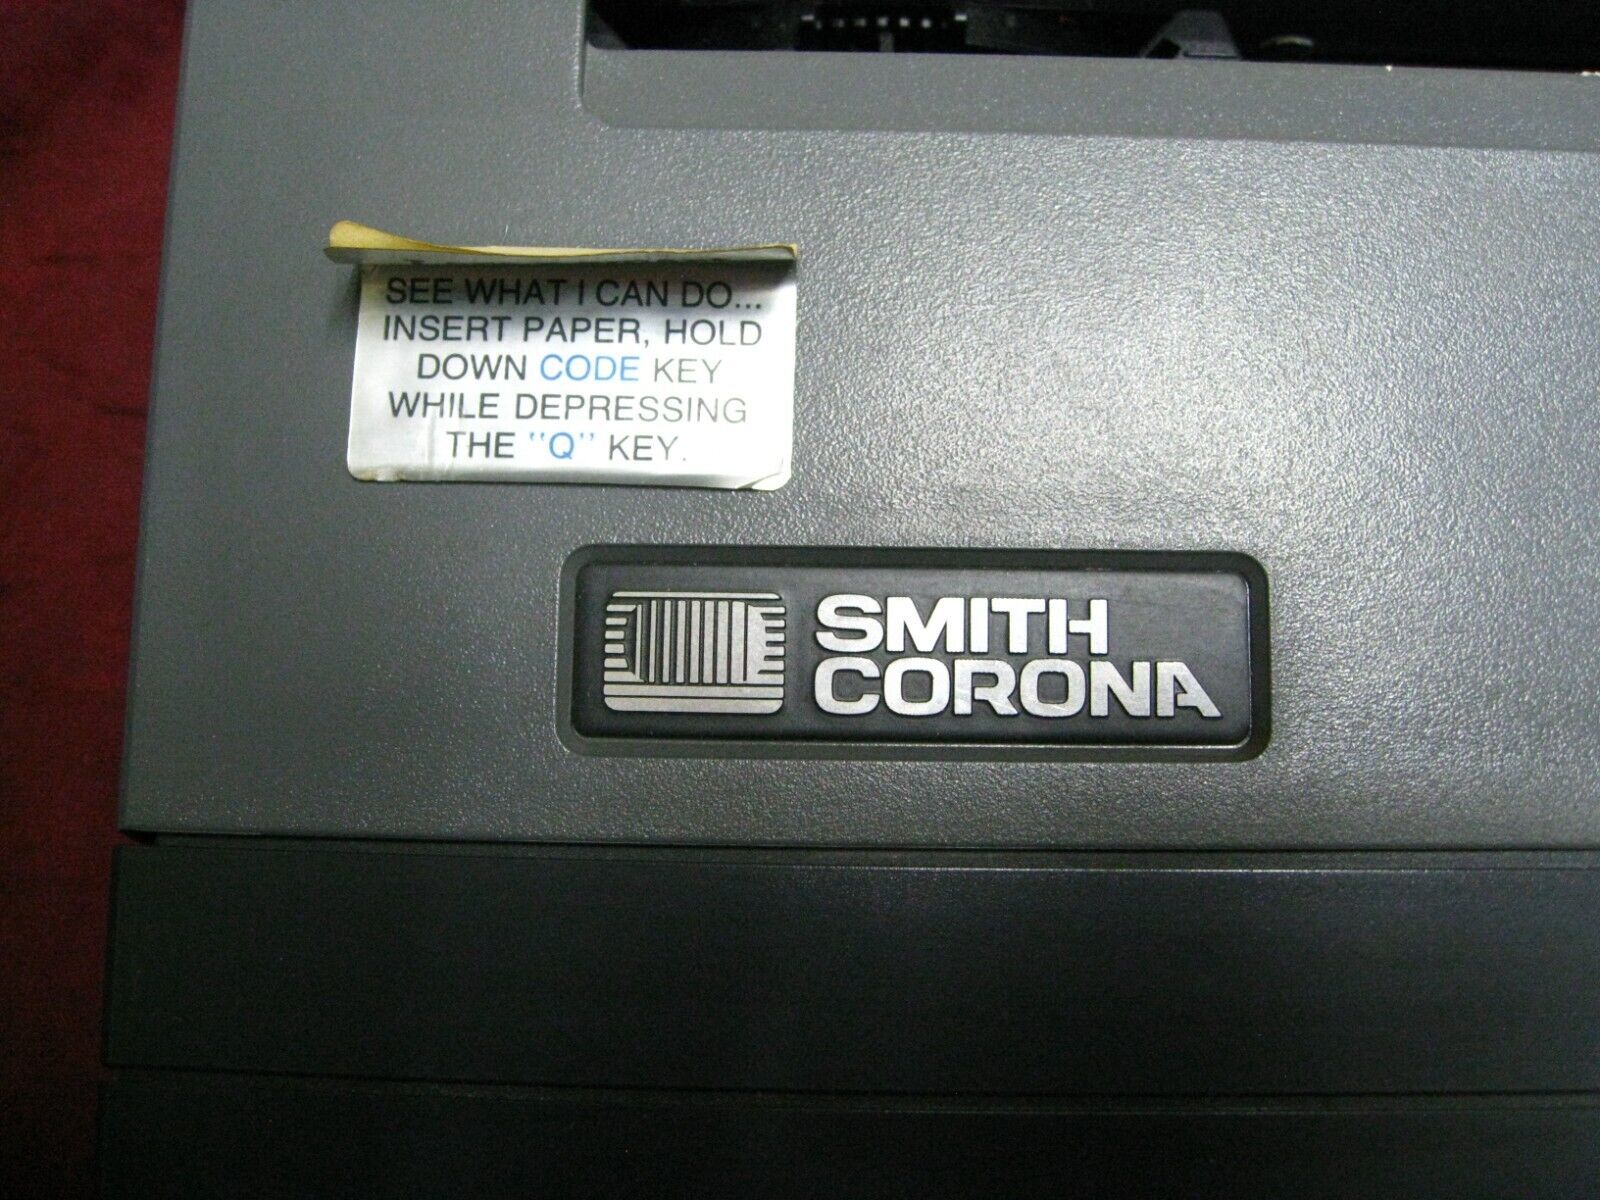 SEE WHAT I CAN DO...
INSERT PAPER, HOLD
DOWN CODE KEY
WHILE DEPRESSING
THE "Q" KEY.
SMITH
CORONA